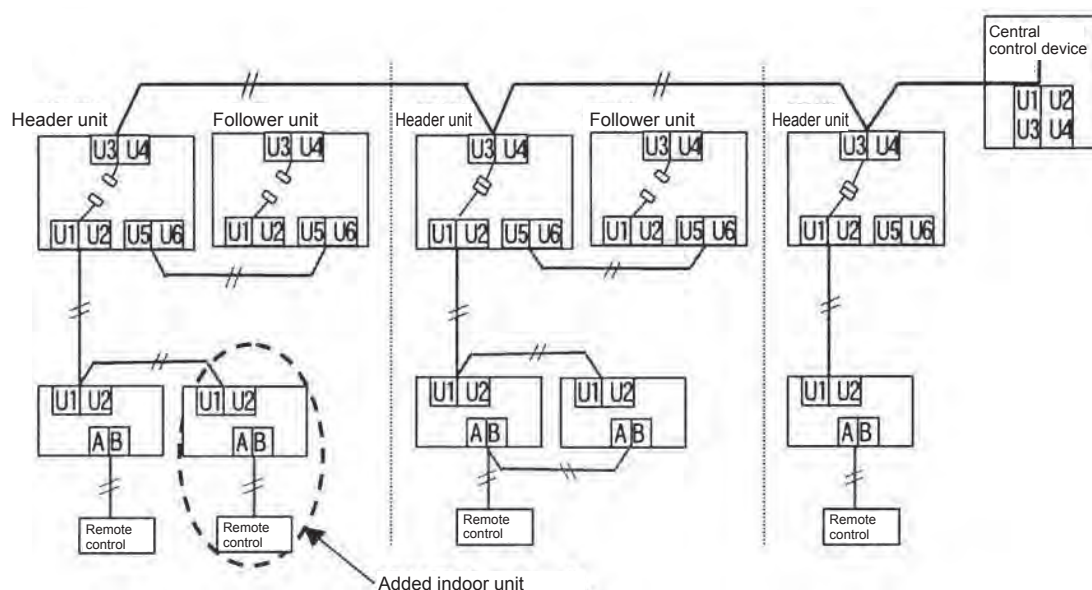 Central
control device
U1 U2
U3 U4
Header unit
Follower unit
Header unit
Follower unit
Header unit
U3 U4
U3 U4
U3 U4
U3 U4
U3 U4
U1 U2 U5 U6
U1 U2 U5 U6
U1 U2 U5 U6
U1 U2 U5 U6
U1 U2 U5 U6
U1 U2
U1 U2
U1 U2
U1 U2
U1 U2
A B
A B
A B
A B
A B
Remote
control
Remote
control
Remote
control
Remote
control
Added indoor unit